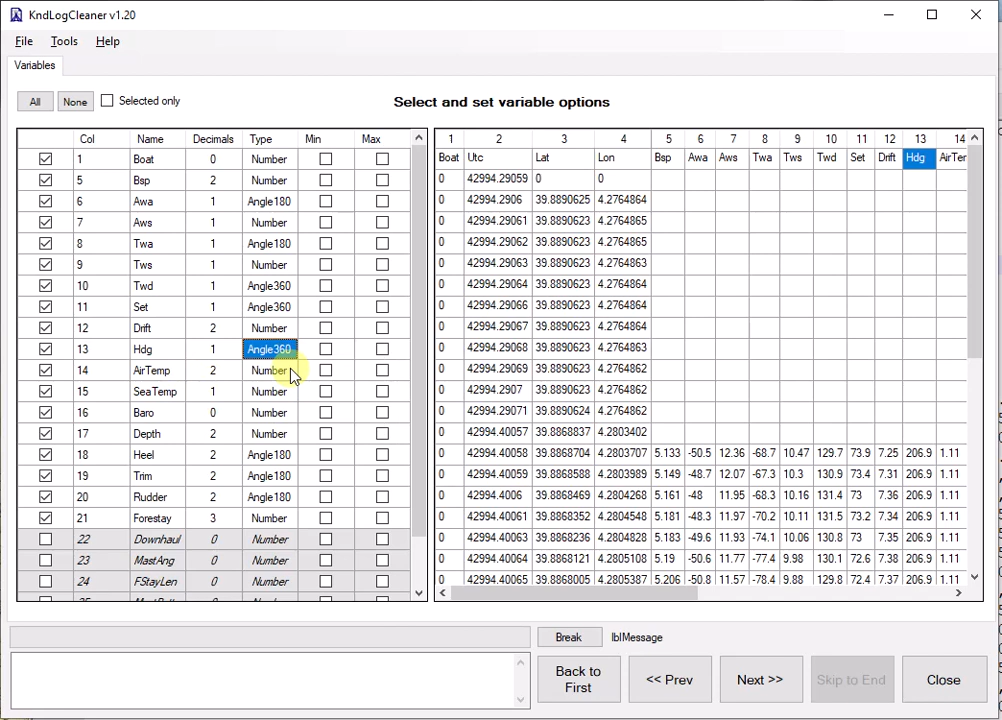 KndLogCleaner v1.20
File Tools Help
Variables
All None Selected only
Select and set variable options
Col Name Decimals Type Min Max
1 Boat 0 Number
5 Bsp 2 Number
6 Awa 1 Angle180
7 Aws 1 Number
8 Twa 1 Angle180
9 Tws 1 Number
10 Twd 1 Angle360
11 Set 1 Angle360
12 Drift 2 Number
13 Hdg 1 Angle360
14 AirTemp 2 Number
15 SeaTemp 1 Number
16 Baro 0 Number
17 Depth 2 Number
18 Heel 2 Angle180
19 Trim 2 Angle180
20 Rudder 2 Angle180
21 Forestay 3 Number
22 Downhaul 0 Number
23 MastAng 0 Number
24 FStayLen 0 Number
1 2 3 4 5 6 7 8 9 10 11 12 13 14
Boat Utc Lat Lon Bsp Awa Aws Twa Tws Twd Set Drift Hdg AirTer
0 42994.29059 0 0
0 42994.2906 39.8890625 4.2764864
0 42994.29061 39.8890623 4.2764865
0 42994.29062 39.8890623 4.2764865
0 42994.29063 39.8890623 4.2764863
0 42994.29064 39.8890623 4.2764864
0 42994.29066 39.8890623 4.2764864
0 42994.29067 39.8890623 4.2764864
0 42994.29068 39.8890623 4.2764863
0 42994.29069 39.8890623 4.2764862
0 42994.2907 39.8890623 4.2764862
0 42994.29071 39.8890624 4.2764862
0 42994.40057 39.8868837 4.2803402
0 42994.40058 39.8868704 4.2803707 5.133 -50.5 12.36 -68.7 10.47 129.7 73.9 7.25 206.9 1.11
0 42994.40059 39.8868588 4.2803989 5.149 -48.7 12.07 -67.3 10.3 130.9 73.4 7.31 206.9 1.11
0 42994.4006 39.8868469 4.2804268 5.161 -48 11.95 -68.3 10.16 131.4 73 7.36 206.9 1.11
0 42994.40061 39.8868352 4.2804548 5.181 -48.3 11.97 -70.2 10.11 131.5 73.2 7.34 206.9 1.11
0 42994.40063 39.8868236 4.2804828 5.183 -49.6 11.93 -74.1 10.06 130.8 73 7.35 206.9 1.11
0 42994.40064 39.8868121 4.2805108 5.19 -50.6 11.77 -77.4 9.98 130.1 72.6 7.38 206.9 1.11
0 42994.40065 39.8868005 4.2805387 5.206 -50.8 11.57 -78.4 9.88 129.8 72.4 7.37 206.9 1.11
Break lblMessage
Back to First << Prev Next >> Skip to End Close